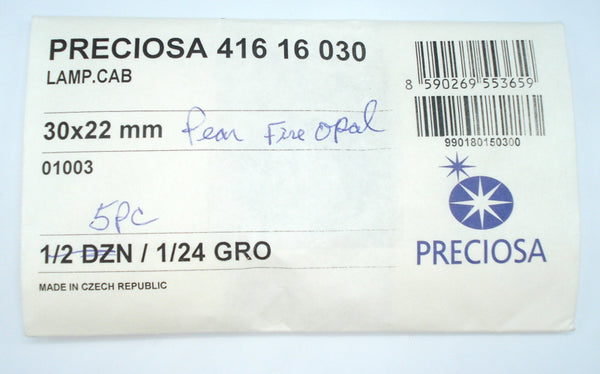 PRECIOSA 416 16 030
LAMP.CAB
30x22 mm Pear Fire Opal
01003
5pc
1/2 DZN / 1/24 GRO
MADE IN CZECH REPUBLIC
8 590269 553659
990180150300
PRECIOSA